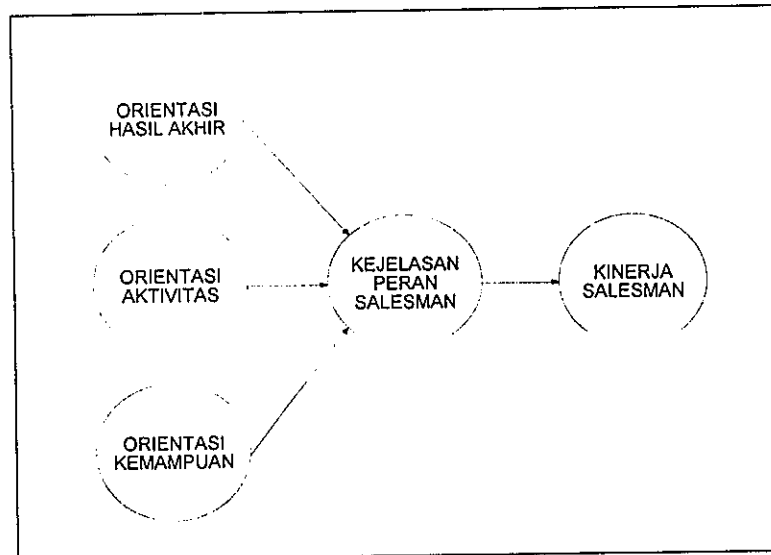 ORIENTASI
HASIL AKHIR
ORIENTASI
AKTIVITAS
KEJELASAN
PERAN
SALESMAN
KINERJA
SALESMAN
ORIENTASI
KEMAMPUAN